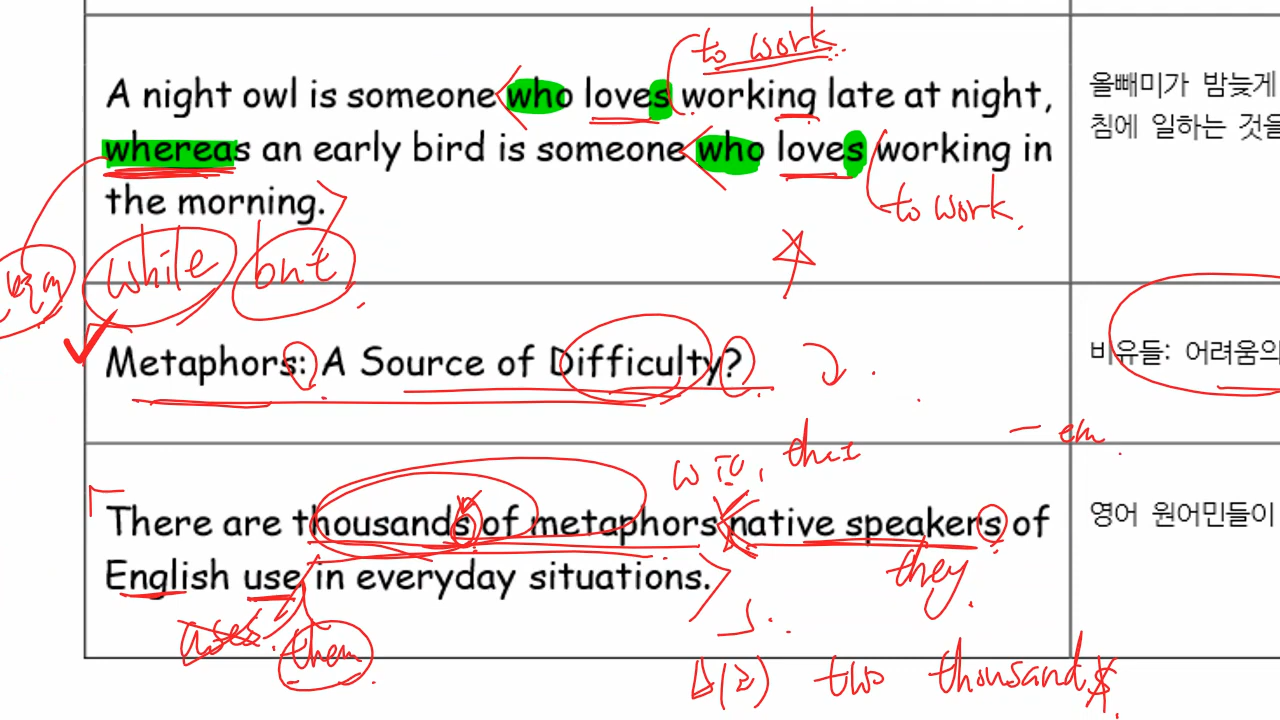 to work
A night owl is someone who loves working late at night,
올빼미가 밤늦게
whereas an early bird is someone who loves working in
침에 일하는 것을
the morning.
to work
while but
Metaphors: A Source of Difficulty?
비유들: 어려움의
who, that
There are thousands of metaphors native speakers of
영어 원어민들이
English use in everyday situations.
they
uses
them
two thousand